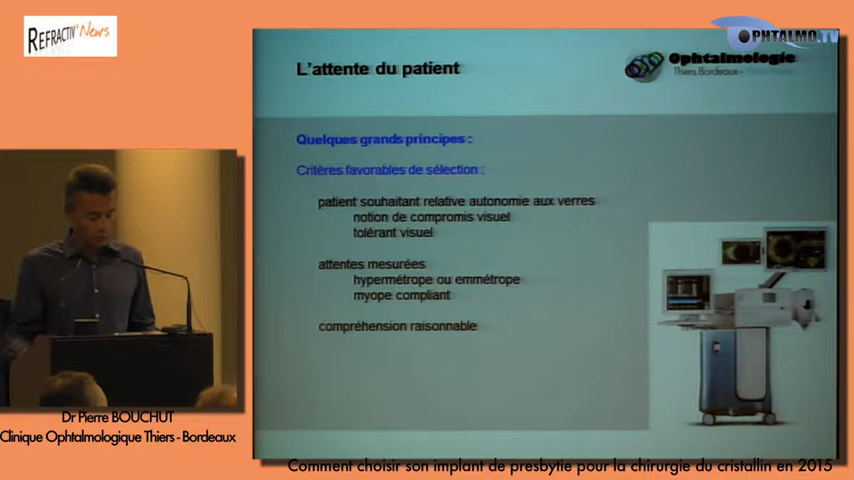 REFRACTIV'News
OPHTALMO.TV
L'attente du patient
Ophtalmologie
Thiers Bordeaux -
Quelques grands principes :
Critères favorables de sélection :
patient souhaitant relative autonomie aux verres
notion de compromis visuel
tolérant visuel
attentes mesurées
hypermétrope ou emmétrope
myope compliant
compréhension raisonnable
Dr Pierre BOUCHUT
Clinique Ophtalmologique Thiers - Bordeaux
Comment choisir son implant de presbytie pour la chirurgie du cristallin en 2015